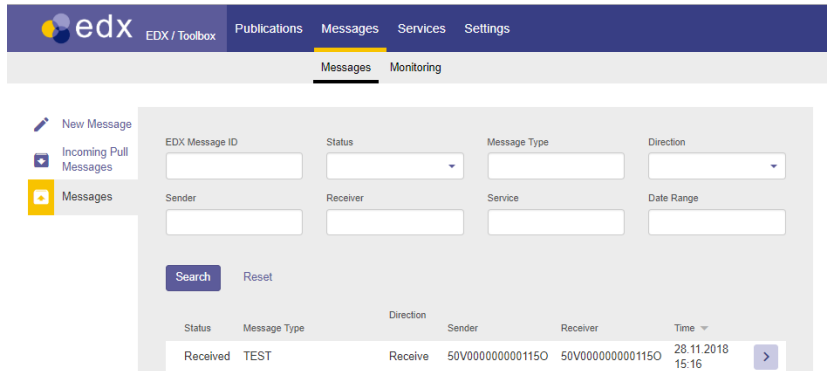 edx EDX / Toolbox Publications Messages Services Settings
Messages Monitoring
New Message
Incoming Pull
Messages
Messages
EDX Message ID Status Message Type Direction
Sender Receiver Service Date Range
Search Reset
Status Message Type Direction Sender Receiver Time
Received TEST Receive 50V000000000115O 50V000000000115O 28.11.2018
15:16